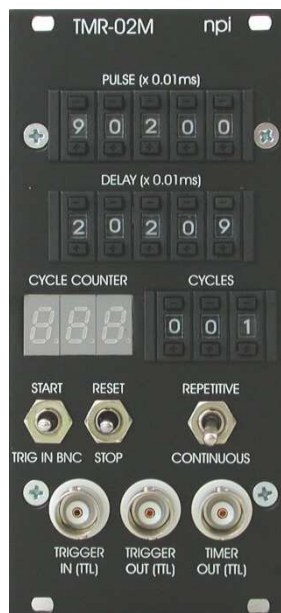 TMR-02M npi
PULSE (x 0.01ms)
9 0 2 0 0
DELAY (x 0.01ms)
2 0 2 0 9
CYCLE COUNTER CYCLES
0 0 1
START RESET REPETITIVE
TRIG IN BNC STOP CONTINUOUS
TRIGGER TRIGGER TIMER
IN (TTL) OUT (TTL) OUT (TTL)